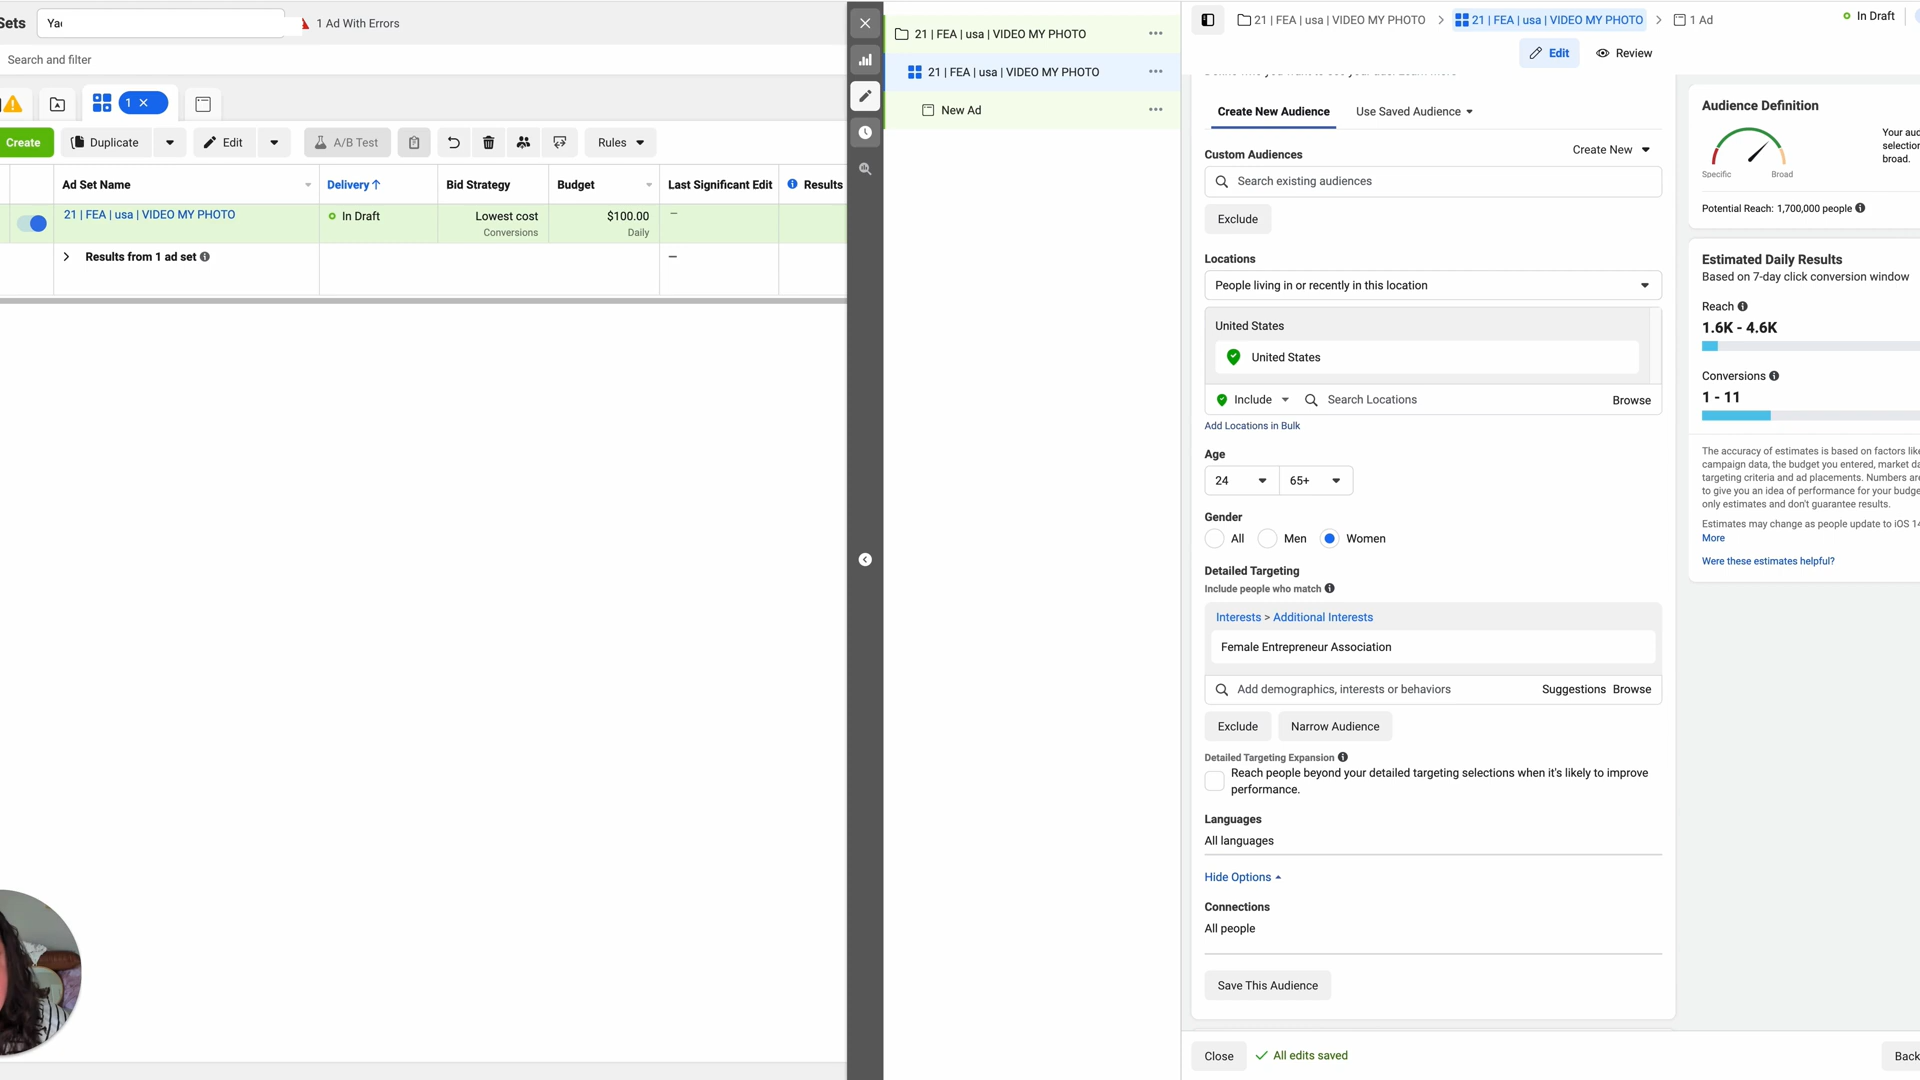 Sets
Ya
1 Ad With Errors
Search and filter
1 ✕
Create
Duplicate
Edit
A/B Test
Rules
Ad Set Name
Delivery↑
Bid Strategy
Budget
Last Significant Edit
Results
21 | FEA | usa | VIDEO MY PHOTO
In Draft
Lowest cost
Conversions
$100.00
Daily
—
Results from 1 ad set
—
21 | FEA | usa | VIDEO MY PHOTO
21 | FEA | usa | VIDEO MY PHOTO
New Ad
21 | FEA | usa | VIDEO MY PHOTO
21 | FEA | usa | VIDEO MY PHOTO
1 Ad
In Draft
Edit
Review
Create New Audience
Use Saved Audience
Custom Audiences
Create New
Search existing audiences
Exclude
Locations
People living in or recently in this location
United States
United States
Include
Search Locations
Browse
Add Locations in Bulk
Age
24
65+
Gender
All
Men
Women
Detailed Targeting
Include people who match
Interests > Additional Interests
Female Entrepreneur Association
Add demographics, interests or behaviors
Suggestions
Browse
Exclude
Narrow Audience
Detailed Targeting Expansion
Reach people beyond your detailed targeting selections when it's likely to improve
performance.
Languages
All languages
Hide Options
Connections
All people
Save This Audience
Close
All edits saved
Back
Audience Definition
Specific
Broad
Your aud
selection
broad.
Potential Reach: 1,700,000 people
Estimated Daily Results
Based on 7-day click conversion window
Reach
1.6K - 4.6K
Conversions
1 - 11
The accuracy of estimates is based on factors like
campaign data, the budget you entered, market da
targeting criteria and ad placements. Numbers are
to give you an idea of performance for your budge
only estimates and don't guarantee results.
Estimates may change as people update to iOS 14
More
Were these estimates helpful?